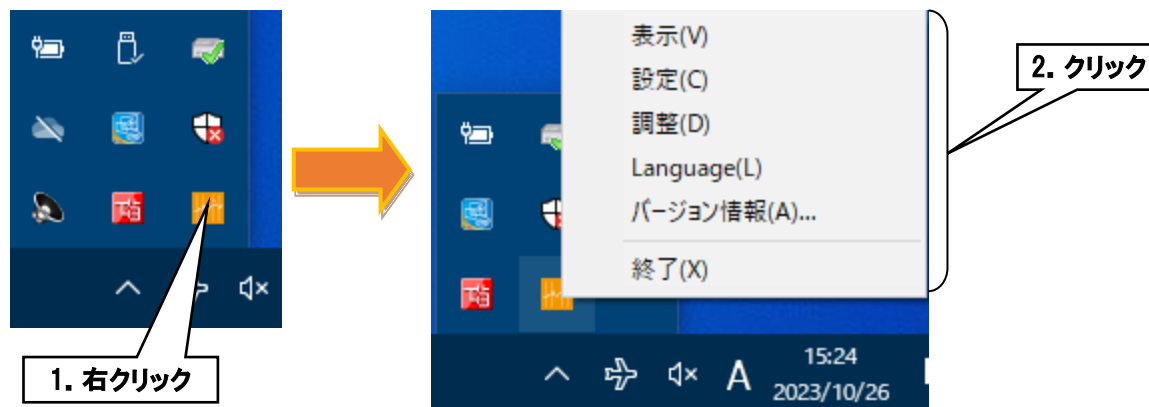 1. 右クリック
表示(V)
設定(C)
調整(D)
Language(L)
バージョン情報(A)...
終了(X)
2. クリック
A
15:24
2023/10/26